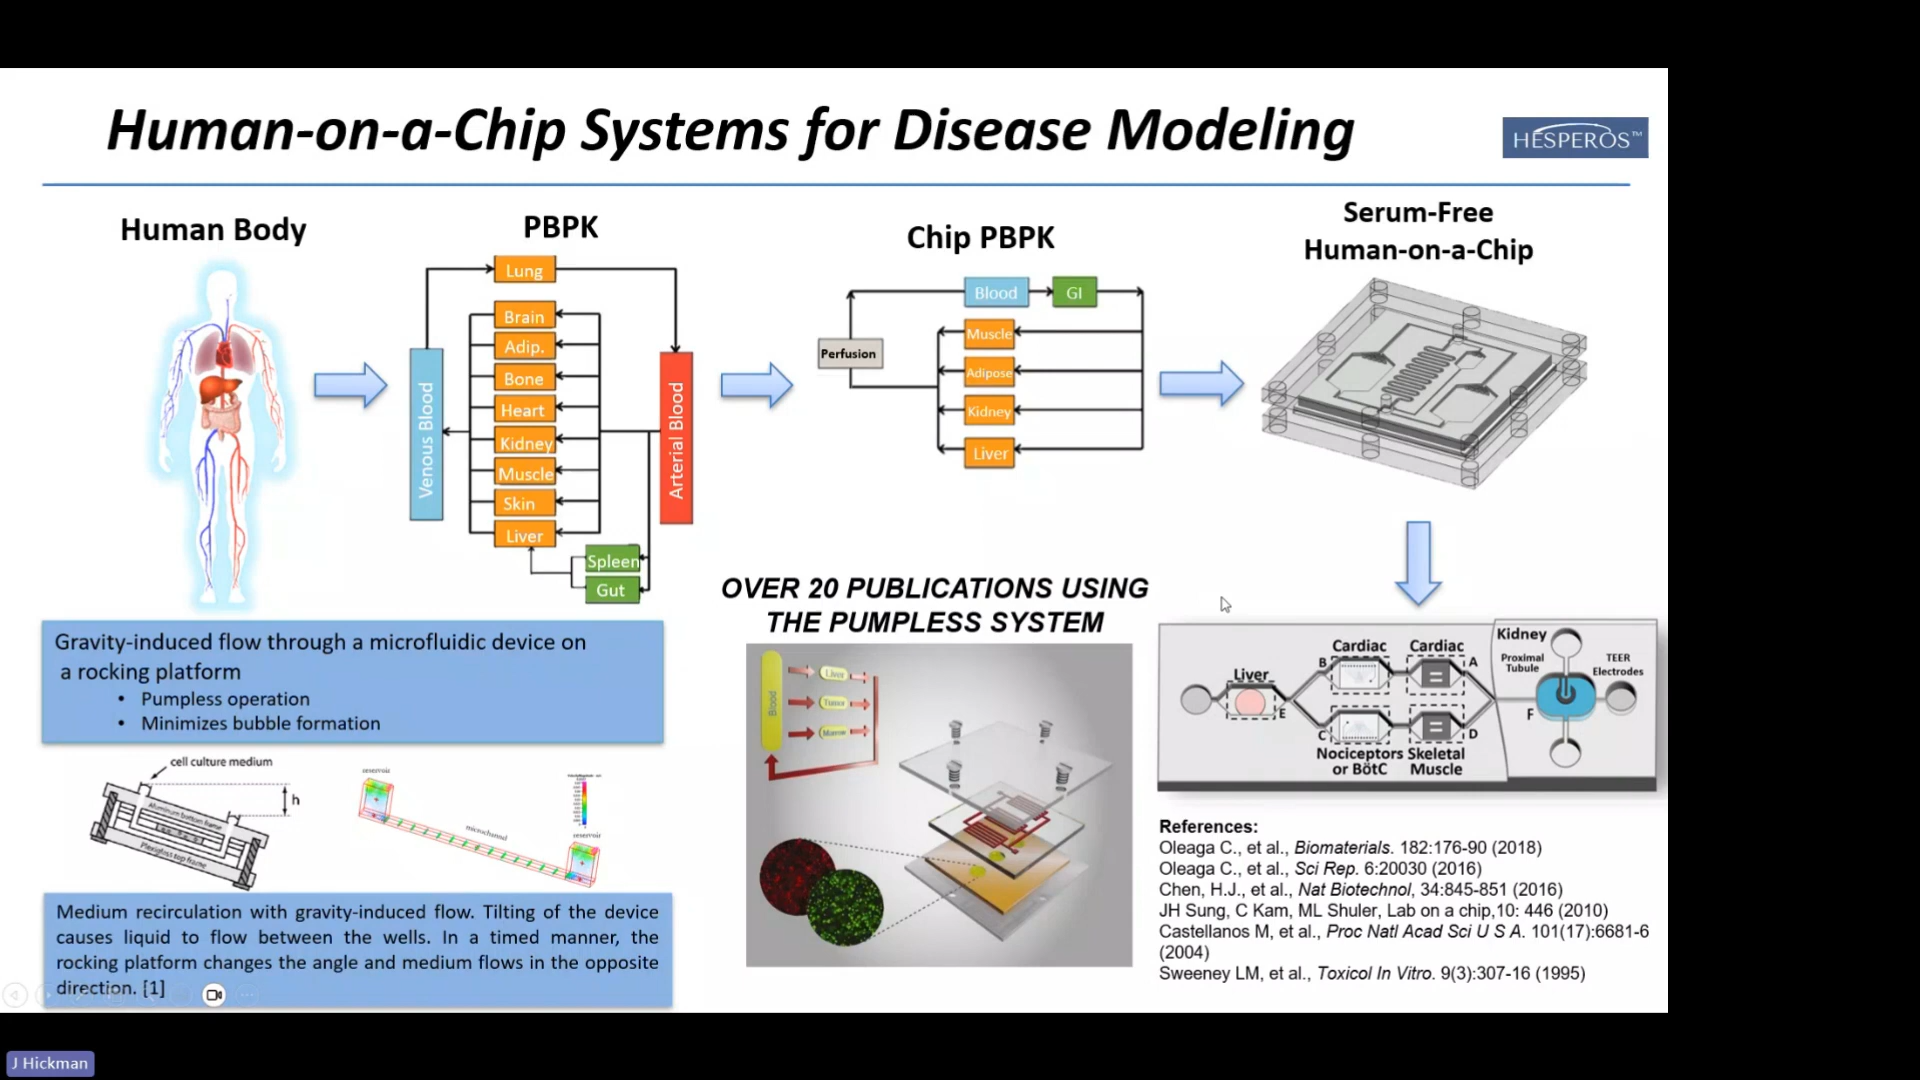 Human-on-a-Chip Systems for Disease Modeling
HESPEROS™
Human Body
PBPK
Lung
Brain
Adip.
Bone
Heart
Kidney
Muscle
Skin
Liver
Spleen
Gut
Venous Blood
Arterial Blood
Chip PBPK
Blood
GI
Muscle
Perfusion
Adipose
Kidney
Liver
Serum-Free
Human-on-a-Chip
Gravity-induced flow through a microfluidic device on
a rocking platform
• Pumpless operation
• Minimizes bubble formation
cell culture medium
h
Aluminum bottom frame
Plexiglass top frame
reservoir
microchannel
reservoir
Medium recirculation with gravity-induced flow. Tilting of the device
causes liquid to flow between the wells. In a timed manner, the
rocking platform changes the angle and medium flows in the opposite
direction. [1]
OVER 20 PUBLICATIONS USING
THE PUMPLESS SYSTEM
Blood
Liver
Tumor
Marrow
Kidney
Cardiac
Cardiac
Proximal
Tubule
TEER
Electrodes
Liver
B
A
E
F
C
D
Nociceptors
or BötC
Skeletal
Muscle
References:
Oleaga C., et al., Biomaterials. 182:176-90 (2018)
Oleaga C., et al., Sci Rep. 6:20030 (2016)
Chen, H.J., et al., Nat Biotechnol, 34:845-851 (2016)
JH Sung, C Kam, ML Shuler, Lab on a chip,10: 446 (2010)
Castellanos M, et al., Proc Natl Acad Sci U S A. 101(17):6681-6
(2004)
Sweeney LM, et al., Toxicol In Vitro. 9(3):307-16 (1995)
J Hickman